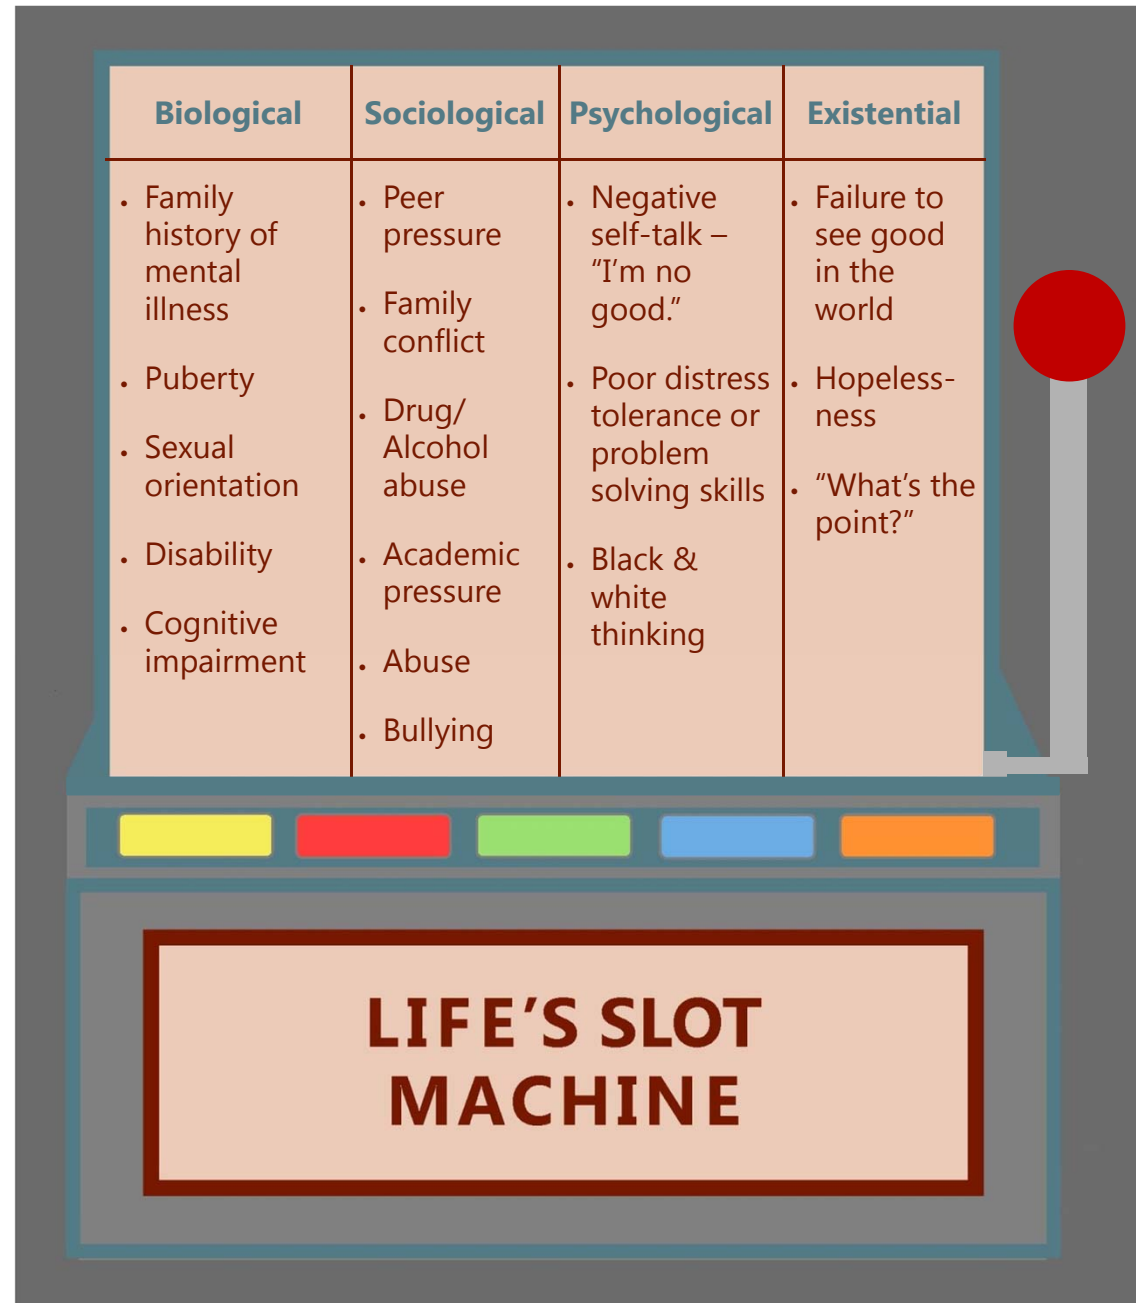 Biological
Sociological
Psychological
Existential
• Family
history of
mental
illness
• Puberty
• Sexual
orientation
• Disability
• Cognitive
impairment
• Peer
pressure
• Family
conflict
• Drug/
Alcohol
abuse
• Academic
pressure
• Abuse
• Bullying
• Negative
self-talk –
“I’m no
good.”
• Poor distress
tolerance or
problem
solving skills
• Black &
white
thinking
• Failure to
see good
in the
world
• Hopeless-
ness
• “What’s the
point?”
LIFE’S SLOT
MACHINE